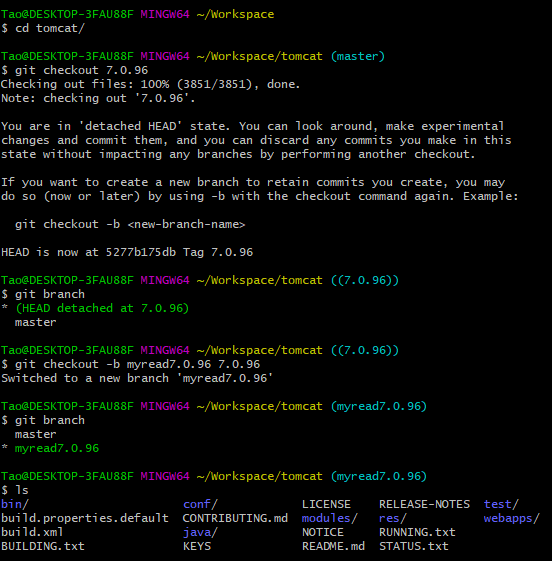 Tao@DESKTOP-3FAU88F MINGW64 ~/Workspace
$ cd tomcat/
Tao@DESKTOP-3FAU88F MINGW64 ~/Workspace/tomcat (master)
$ git checkout 7.0.96
Checking out files: 100% (3851/3851), done.
Note: checking out '7.0.96'.
You are in 'detached HEAD' state. You can look around, make experimental
changes and commit them, and you can discard any commits you make in this
state without impacting any branches by performing another checkout.
If you want to create a new branch to retain commits you create, you may
do so (now or later) by using -b with the checkout command again. Example:
git checkout -b <new-branch-name>
HEAD is now at 5277b175db Tag 7.0.96
Tao@DESKTOP-3FAU88F MINGW64 ~/Workspace/tomcat ((7.0.96))
$ git branch
* (HEAD detached at 7.0.96)
master
Tao@DESKTOP-3FAU88F MINGW64 ~/Workspace/tomcat ((7.0.96))
$ git checkout -b myread7.0.96 7.0.96
Switched to a new branch 'myread7.0.96'
Tao@DESKTOP-3FAU88F MINGW64 ~/Workspace/tomcat (myread7.0.96)
$ git branch
master
* myread7.0.96
Tao@DESKTOP-3FAU88F MINGW64 ~/Workspace/tomcat (myread7.0.96)
$ ls
bin/ conf/ LICENSE RELEASE-NOTES test/
build.properties.default CONTRIBUTING.md modules/ res/ webapps/
build.xml java/ NOTICE RUNNING.txt
BUILDING.txt KEYS README.md STATUS.txt